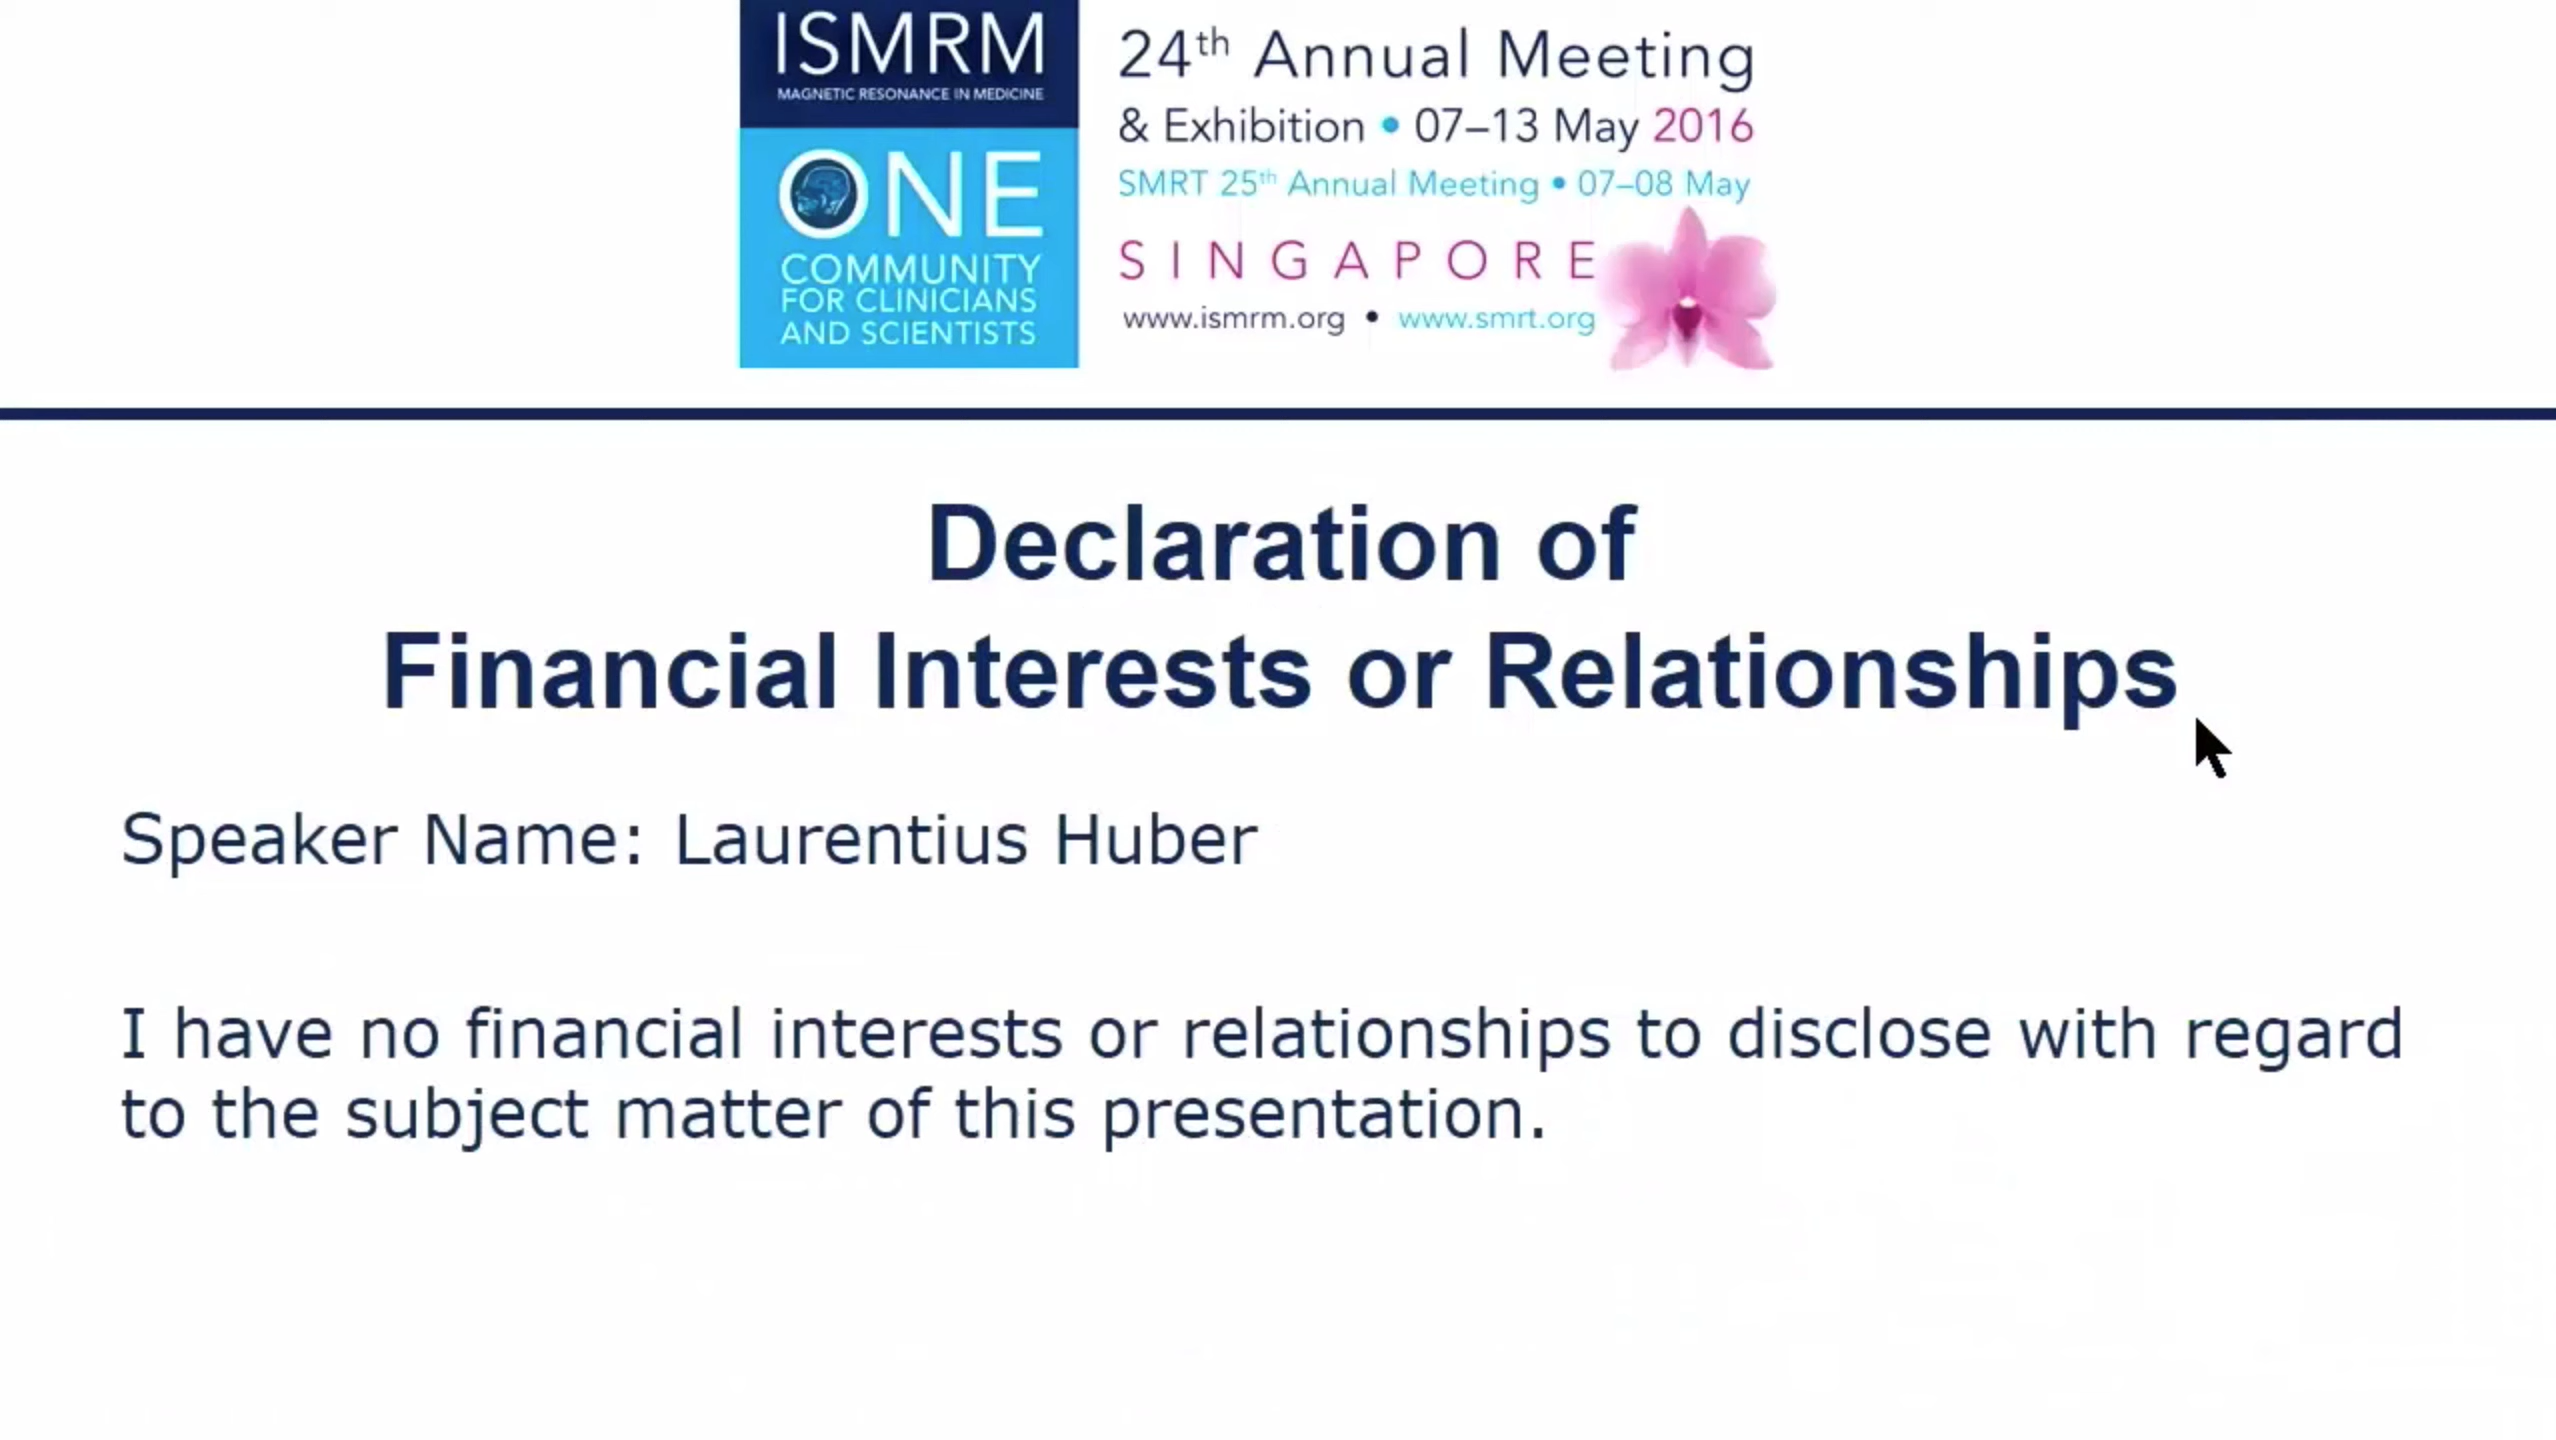 ISMRM
MAGNETIC RESONANCE IN MEDICINE
ONE
COMMUNITY
FOR CLINICIANS
AND SCIENTISTS
24th Annual Meeting
& Exhibition • 07–13 May 2016
SMRT 25th Annual Meeting • 07–08 May
SINGAPORE
www.ismrm.org • www.smrt.org
Declaration of
Financial Interests or Relationships
Speaker Name: Laurentius Huber
I have no financial interests or relationships to disclose with regard
to the subject matter of this presentation.